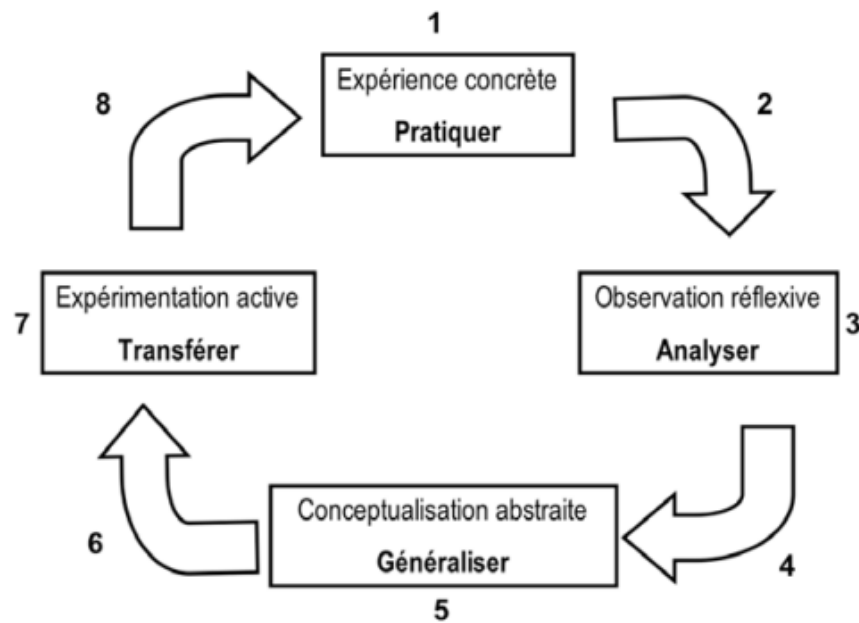 1
Expérience concrète
Pratiquer
8
2
Expérimentation active
Transférer
7
Observation réflexive
Analyser
3
Conceptualisation abstraite
Généraliser
6
4
5